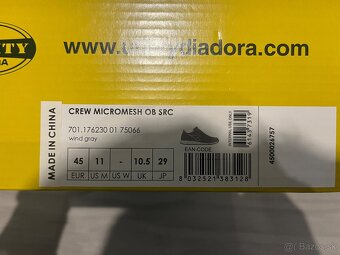 www.utilitydiadora.com
CREW MICROMESH OB SRC
701.176230 01 75066
wind gray
MADE IN CHINA
EAN-CODE
45 11 - 10.5 29
EUR US M US W UK JP
8 032521 383128
450026757